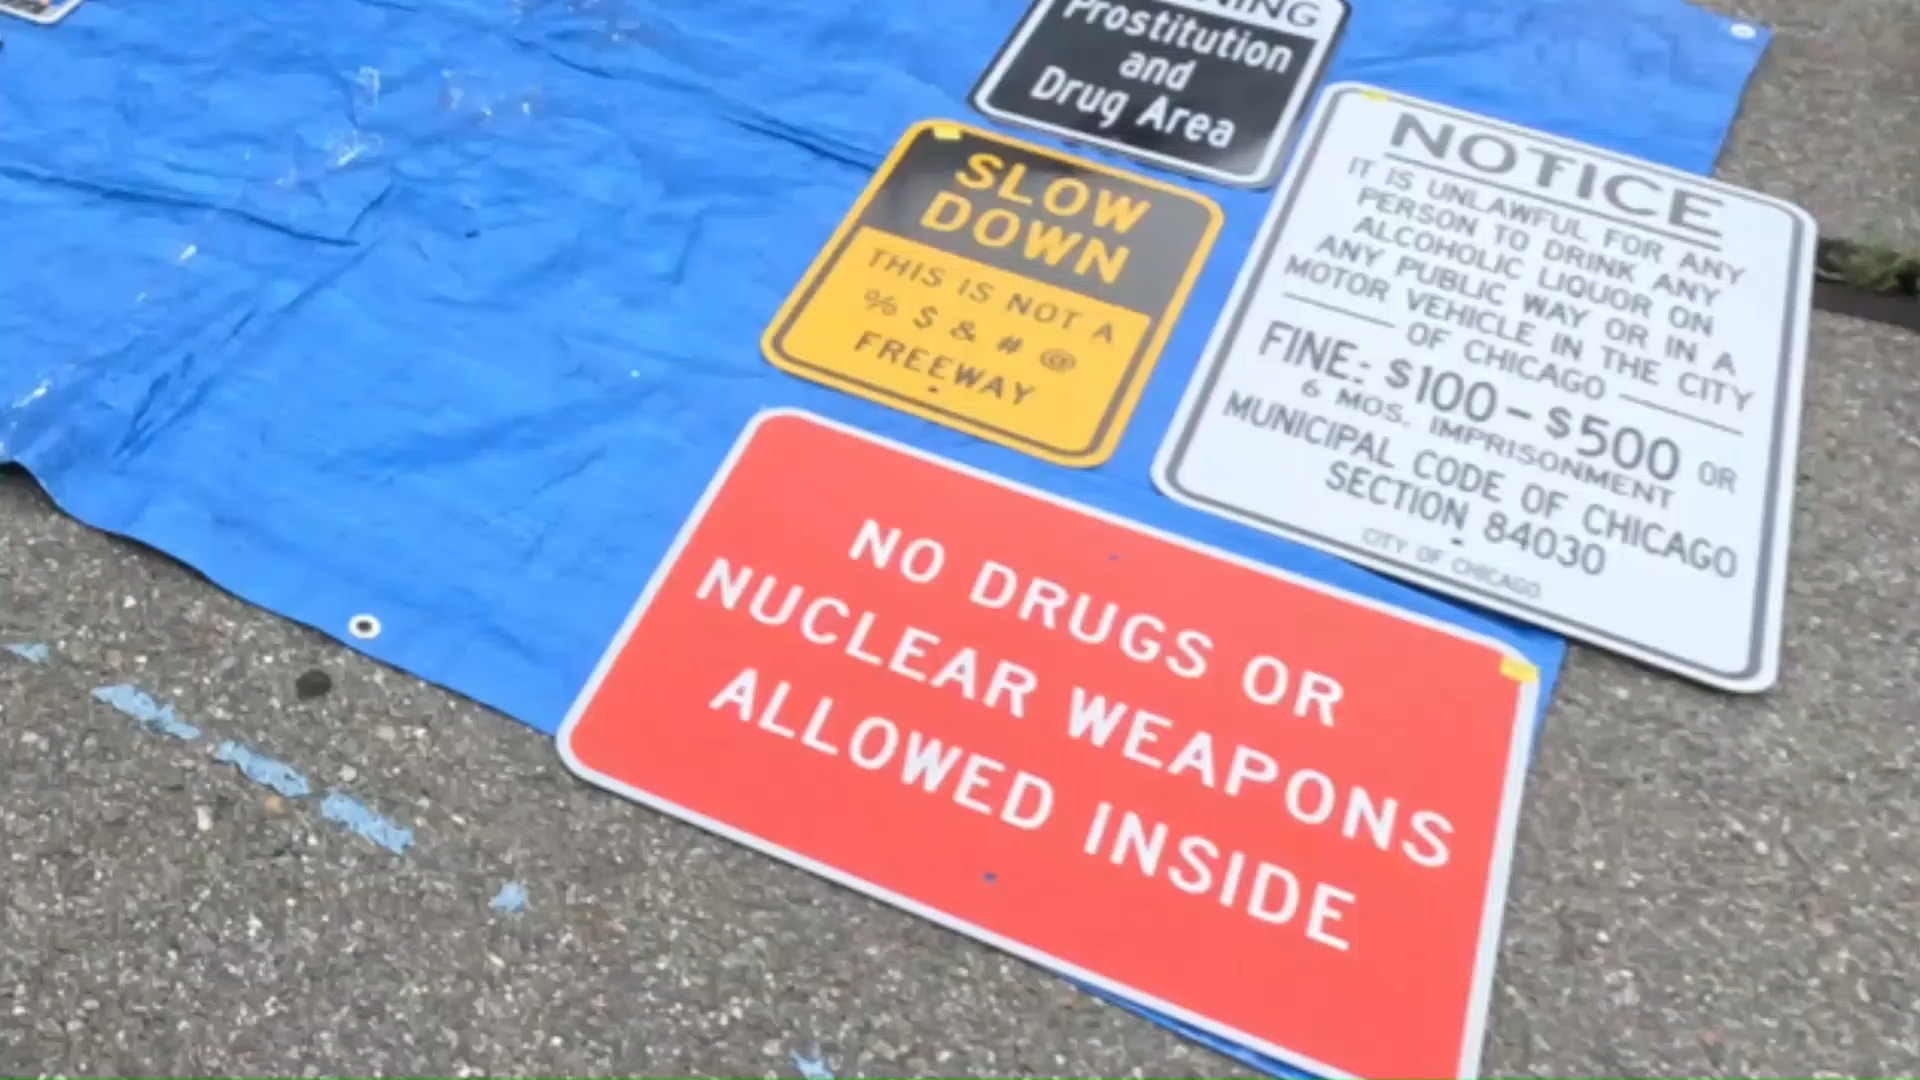 Prostitution
and
Drug Area
SLOW
DOWN
THIS IS NOT A
% $ & # @
FREEWAY
NOTICE
IT IS UNLAWFUL FOR ANY
PERSON TO DRINK ANY
ALCOHOLIC LIQUOR ON
ANY PUBLIC WAY OR IN A
MOTOR VEHICLE IN THE CITY
OF CHICAGO
FINE: $100-$500 OR
6 MOS. IMPRISONMENT
MUNICIPAL CODE OF CHICAGO
SECTION 84030
CITY OF CHICAGO
NO DRUGS OR
NUCLEAR WEAPONS
ALLOWED INSIDE